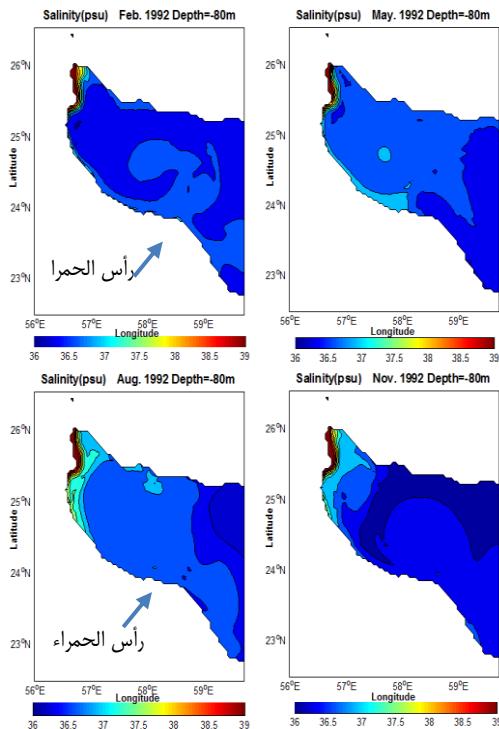 Salinity(psu) Feb. 1992 Depth=-80m
26°N
25°N
24°N
23°N
Latitude
رأس الحمرا
56°E 57°E 58°E 59°E
Longitude
36 36.5 37 37.5 38 38.5 39
Salinity(psu) May. 1992 Depth=-80m
26°N
25°N
24°N
23°N
Latitude
56°E 57°E 58°E 59°E
Longitude
36 36.5 37 37.5 38 38.5 39
Salinity(psu) Aug. 1992 Depth=-80m
26°N
25°N
24°N
23°N
Latitude
رأس الحمراء
56°E 57°E 58°E 59°E
Longitude
36 36.5 37 37.5 38 38.5 39
Salinity(psu) Nov. 1992 Depth=-80m
26°N
25°N
24°N
23°N
Latitude
56°E 57°E 58°E 59°E
Longitude
36 36.5 37 37.5 38 38.5 39